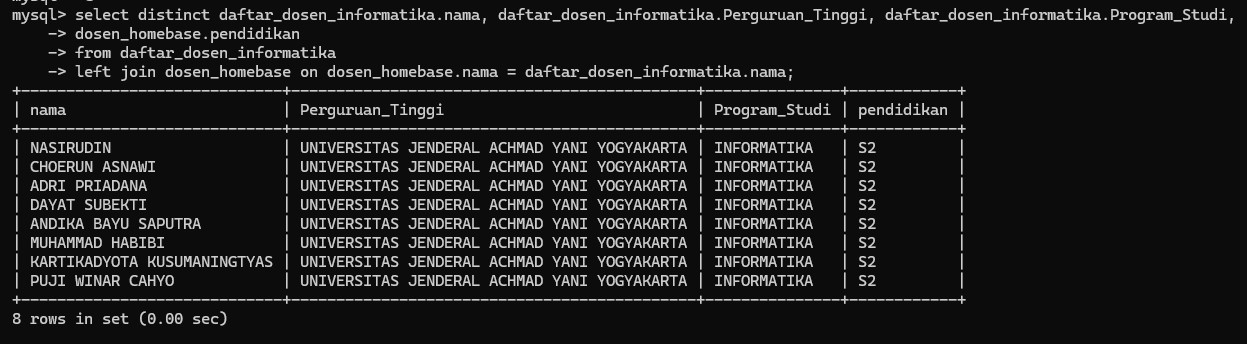 mysql> select distinct daftar_dosen_informatika.nama, daftar_dosen_informatika.Perguruan_Tinggi, daftar_dosen_informatika.Program_Studi,
    -> dosen_homebase.pendidikan
    -> from daftar_dosen_informatika
    -> left join dosen_homebase on dosen_homebase.nama = daftar_dosen_informatika.nama;
+---------------------------+-------------------------------------------+---------------+------------+
| nama                      | Perguruan_Tinggi                          | Program_Studi | pendidikan |
+---------------------------+-------------------------------------------+---------------+------------+
| NASIRUDIN                 | UNIVERSITAS JENDERAL ACHMAD YANI YOGYAKARTA | INFORMATIKA   | S2         |
| CHOERUN ASNAWI            | UNIVERSITAS JENDERAL ACHMAD YANI YOGYAKARTA | INFORMATIKA   | S2         |
| ADRI PRIADANA             | UNIVERSITAS JENDERAL ACHMAD YANI YOGYAKARTA | INFORMATIKA   | S2         |
| DAYAT SUBEKTI             | UNIVERSITAS JENDERAL ACHMAD YANI YOGYAKARTA | INFORMATIKA   | S2         |
| ANDIKA BAYU SAPUTRA       | UNIVERSITAS JENDERAL ACHMAD YANI YOGYAKARTA | INFORMATIKA   | S2         |
| MUHAMMAD HABIBI           | UNIVERSITAS JENDERAL ACHMAD YANI YOGYAKARTA | INFORMATIKA   | S2         |
| KARTIKADYOTA KUSUMANINGTYAS | UNIVERSITAS JENDERAL ACHMAD YANI YOGYAKARTA | INFORMATIKA   | S2         |
| PUJI WINAR CAHYO          | UNIVERSITAS JENDERAL ACHMAD YANI YOGYAKARTA | INFORMATIKA   | S2         |
+---------------------------+-------------------------------------------+---------------+------------+
8 rows in set (0.00 sec)